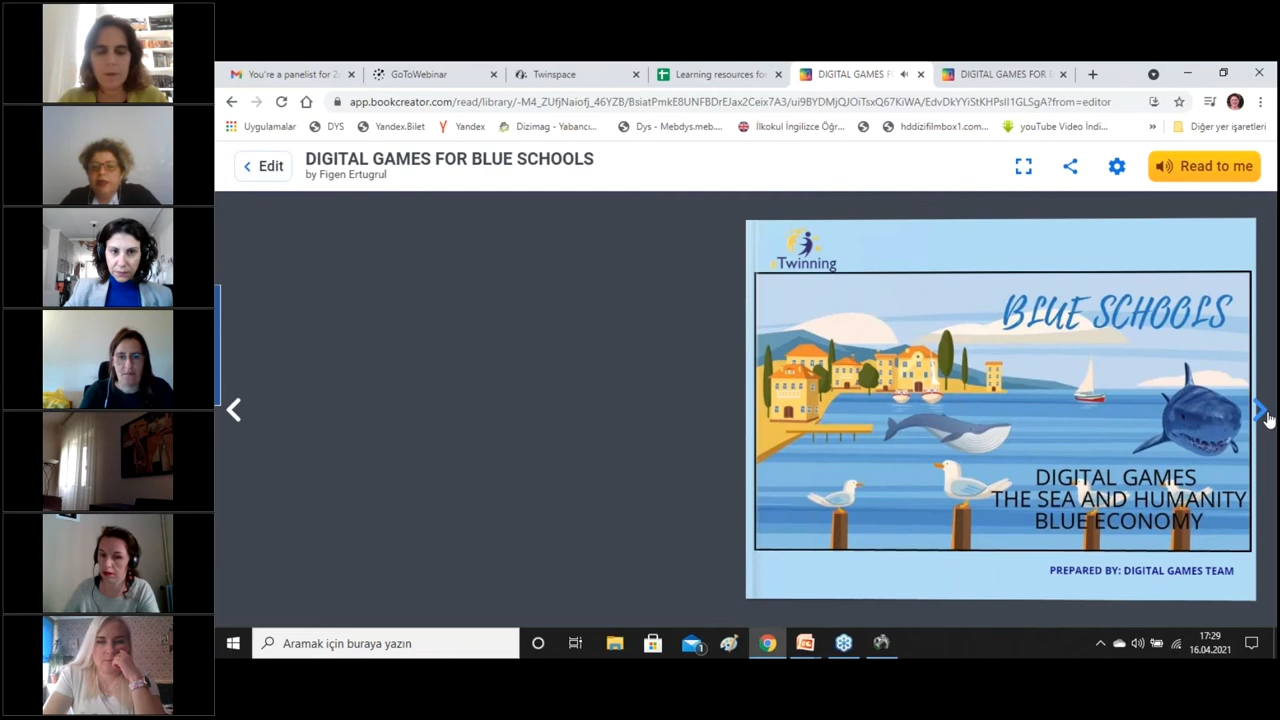 You're a panelist for 2
GoToWebinar
Twinspace
Learning resources for
DIGITAL GAMES F
DIGITAL GAMES FOR B
app.bookcreator.com/read/library/-M4_ZUfjNaiofj_46YZB/BsiatPmkE8UNFBDrEJax2Ceix7A3/ui9BYDMjQJOiTsxQ67KiWA/EdvDkYYiStKHPsII1GLSgA?from=editor
Uygulamalar
DYS
Yandex.Bilet
Yandex
Dizimag - Yabancı...
Dys - Mebdys.meb....
İlkokul İngilizce Öğr...
hddizifilmbox1.com...
youTube Video İndi...
»
Diğer yer işaretleri
Edit
DIGITAL GAMES FOR BLUE SCHOOLS
by Figen Ertugrul
Read to me
eTwinning
BLUE SCHOOLS
DIGITAL GAMES
THE SEA AND HUMANITY
BLUE ECONOMY
PREPARED BY: DIGITAL GAMES TEAM
Aramak için buraya yazın
1
17:29
16.04.2021